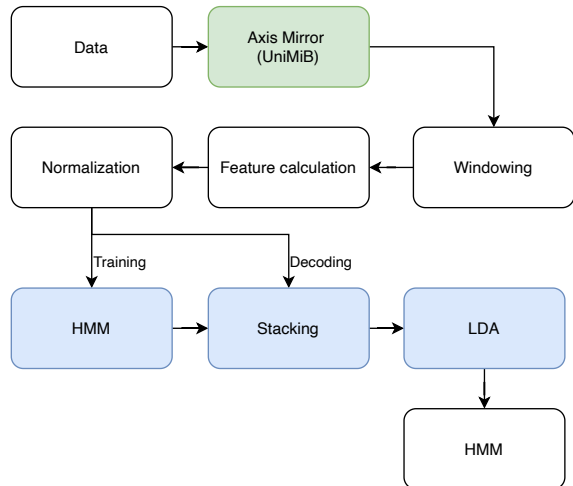 Data
Axis Mirror
(UniMiB)
Normalization
Feature calculation
Windowing
Training
Decoding
HMM
Stacking
LDA
HMM